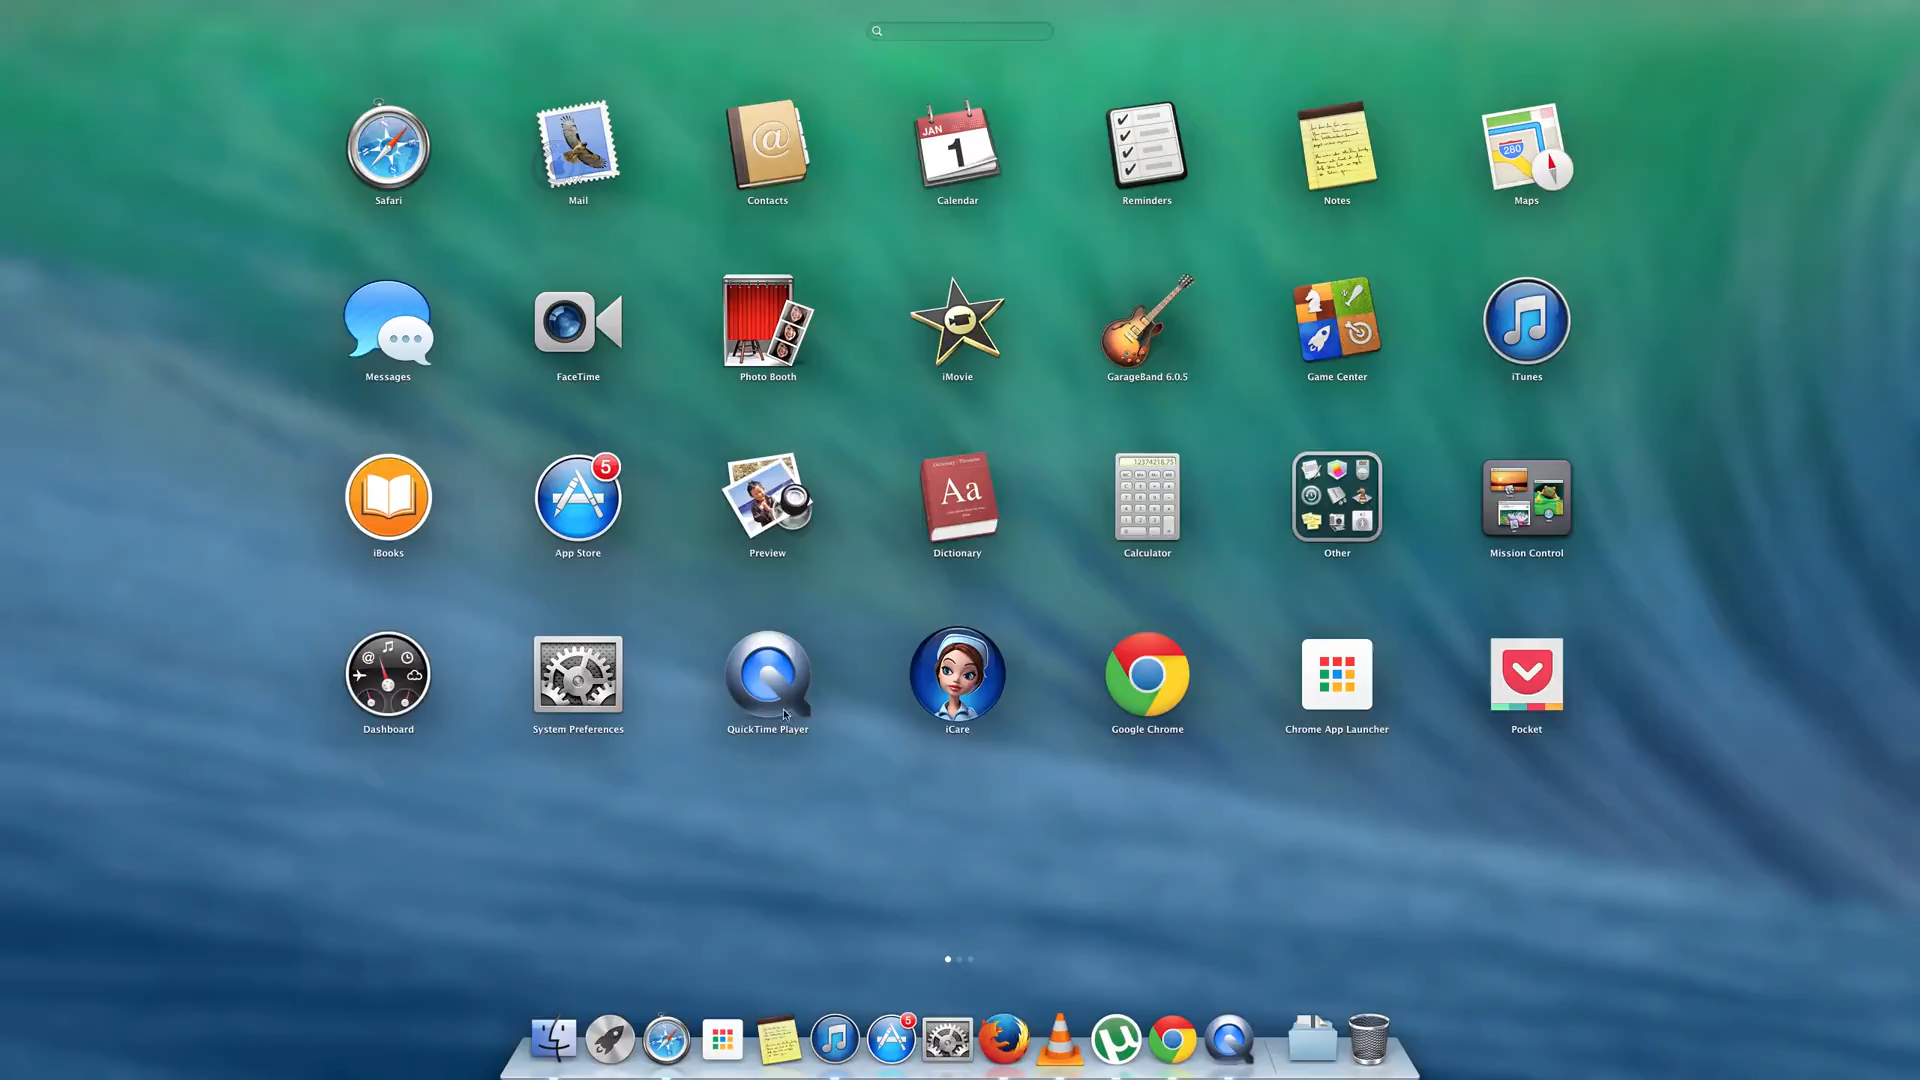 Safari Mail Contacts Calendar Reminders Notes Maps
JAN
1
@
280
Messages FaceTime Photo Booth iMovie GarageBand 6.0.5 Game Center iTunes
5
Aa
12374218.75
iBooks App Store Preview Dictionary Calculator Other Mission Control
Dashboard System Preferences QuickTime Player iCare Google Chrome Chrome App Launcher Pocket
5